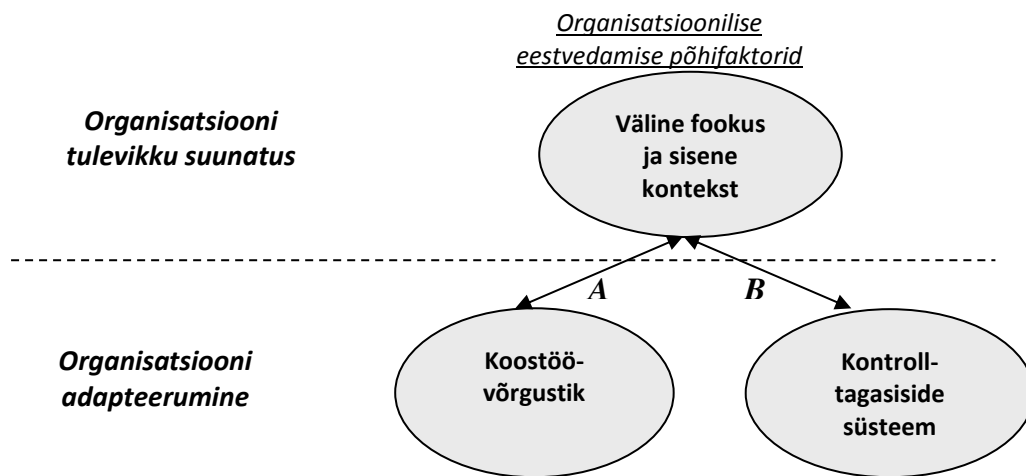 Organisatsioonilise
eestvedamise põhifaktorid
Organisatsiooni
tulevikku suunatus
Väline fookus
ja sisene
kontekst
A
B
Organisatsiooni
adapteerumine
Koostöö-
võrgustik
Kontroll-
tagasiside
süsteem